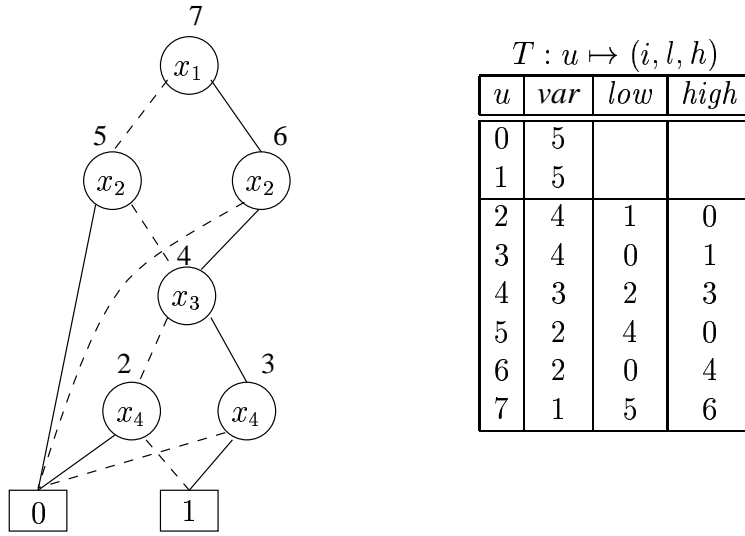 7
x₁
5
6
x₂
x₂
4
x₃
2
3
x₄
x₄
0
1
T : u ↦ (i, l, h)
u var low high
0 5
1 5
2 4 1 0
3 4 0 1
4 3 2 3
5 2 4 0
6 2 0 4
7 1 5 6